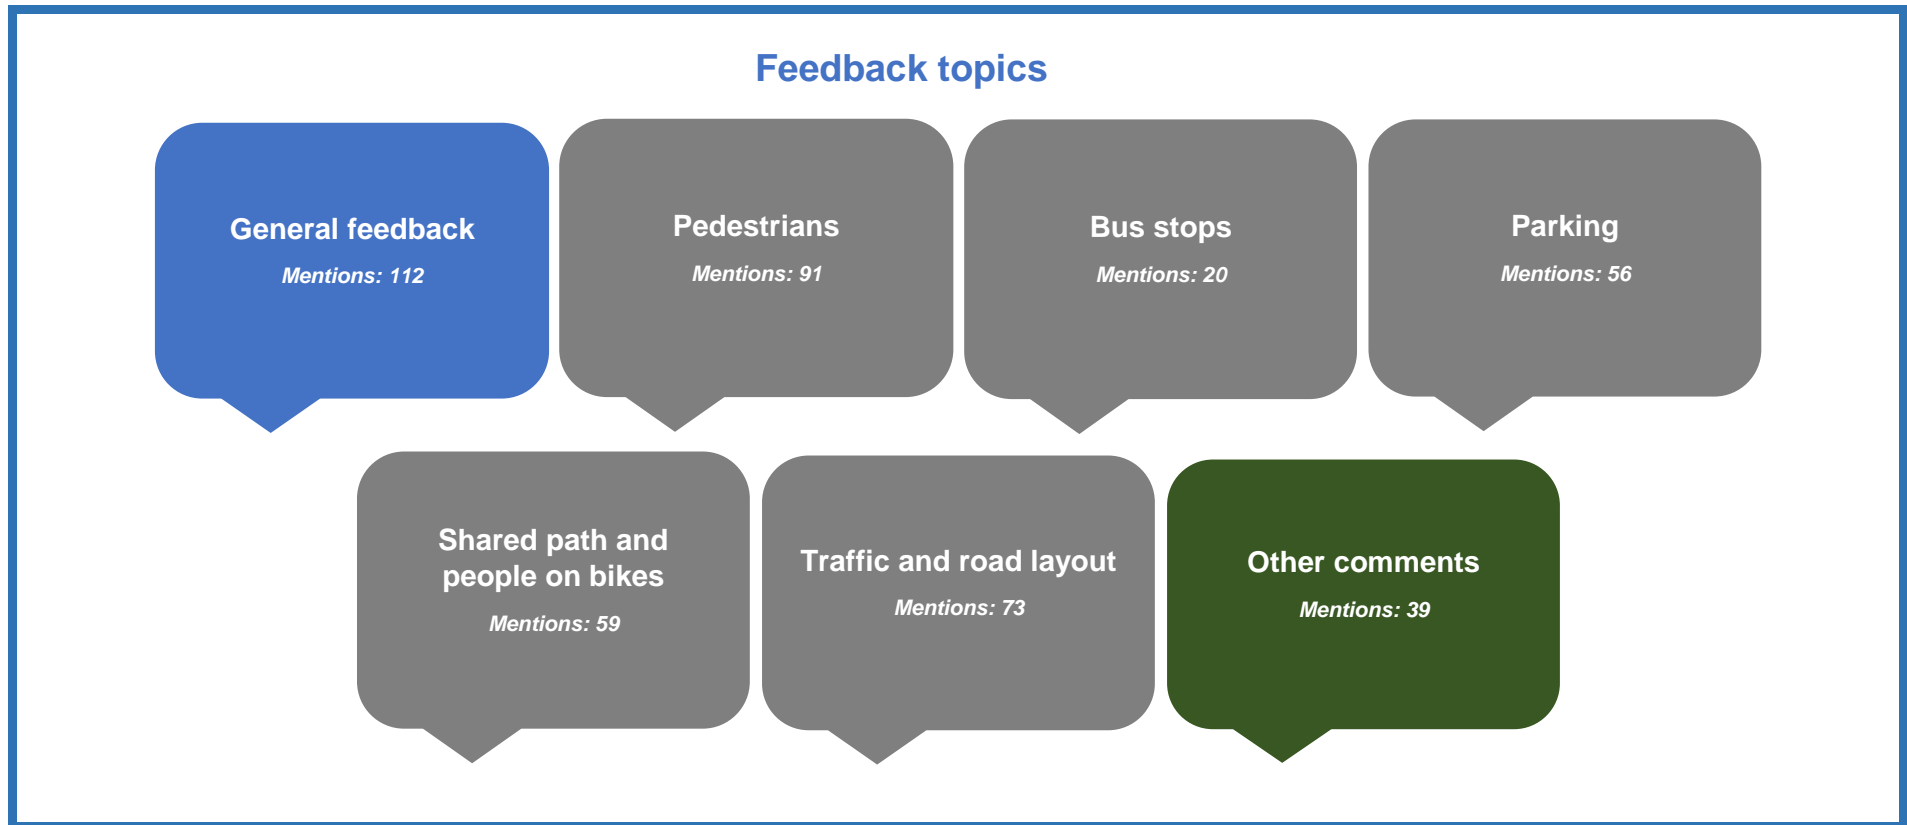 Feedback topics
General feedback
Mentions: 112
Pedestrians
Mentions: 91
Bus stops
Mentions: 20
Parking
Mentions: 56
Shared path and
people on bikes
Mentions: 59
Traffic and road layout
Mentions: 73
Other comments
Mentions: 39